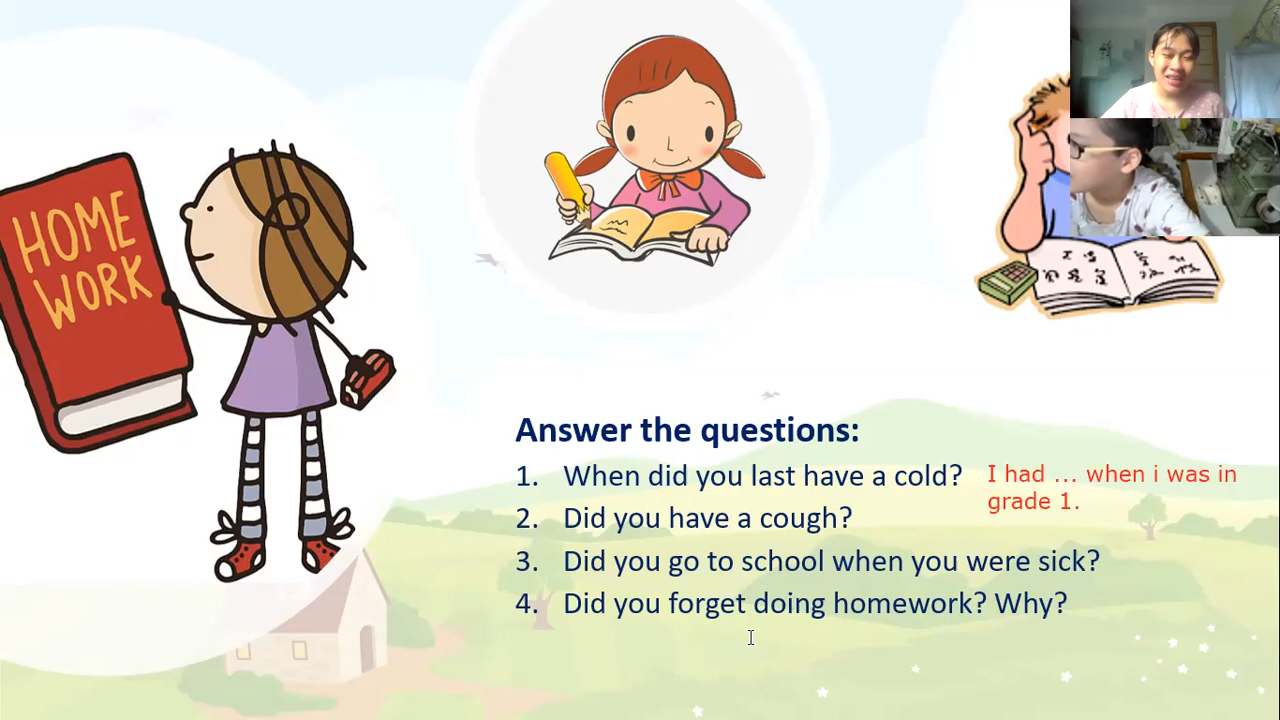 HOME
WORK
Answer the questions:
1. When did you last have a cold?
I had ... when i was in
grade 1.
2. Did you have a cough?
3. Did you go to school when you were sick?
4. Did you forget doing homework? Why?